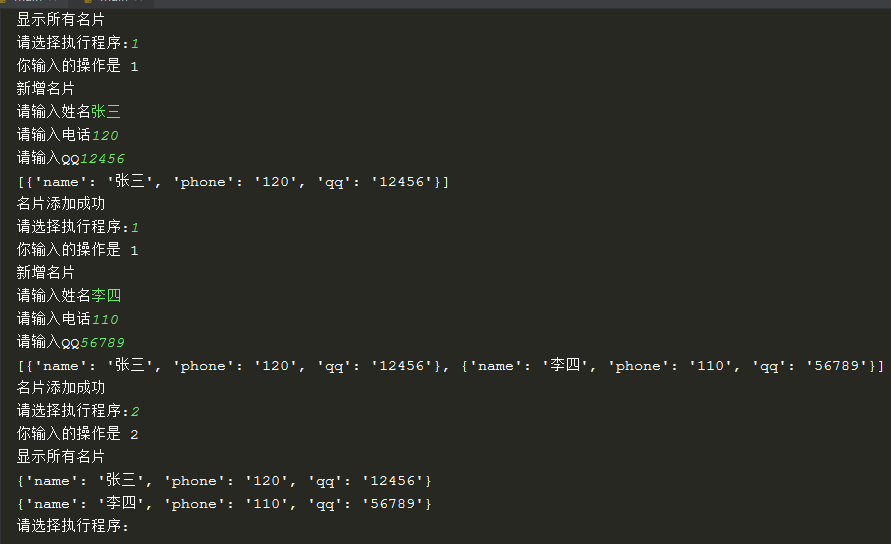 显示所有名片
请选择执行程序:1
你输入的操作是 1
新增名片
请输入姓名张三
请输入电话120
请输入QQ12456
[{'name': '张三', 'phone': '120', 'qq': '12456'}]
名片添加成功
请选择执行程序:1
你输入的操作是 1
新增名片
请输入姓名李四
请输入电话110
请输入QQ56789
[{'name': '张三', 'phone': '120', 'qq': '12456'}, {'name': '李四', 'phone': '110', 'qq': '56789'}]
名片添加成功
请选择执行程序:2
你输入的操作是 2
显示所有名片
{'name': '张三', 'phone': '120', 'qq': '12456'}
{'name': '李四', 'phone': '110', 'qq': '56789'}
请选择执行程序: